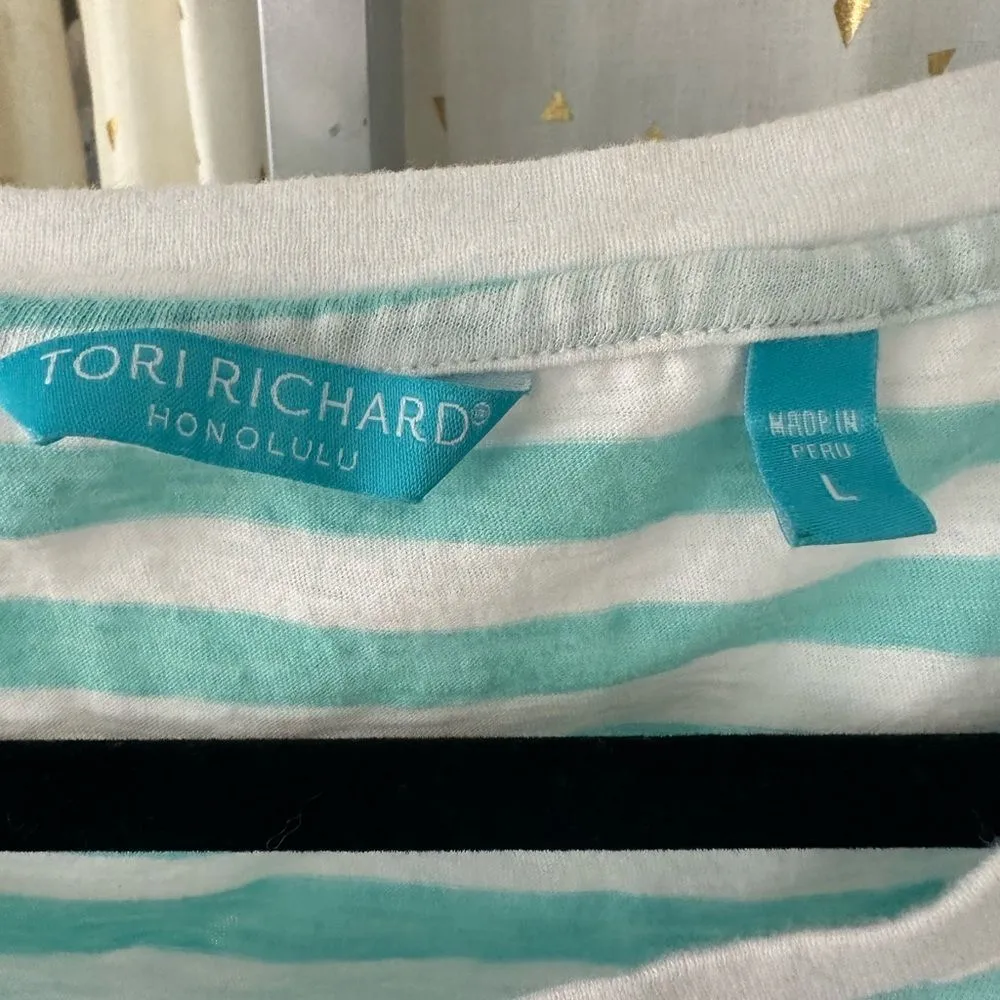 TORI RICHARD®
HONOLULU
MADE IN
PERU
L